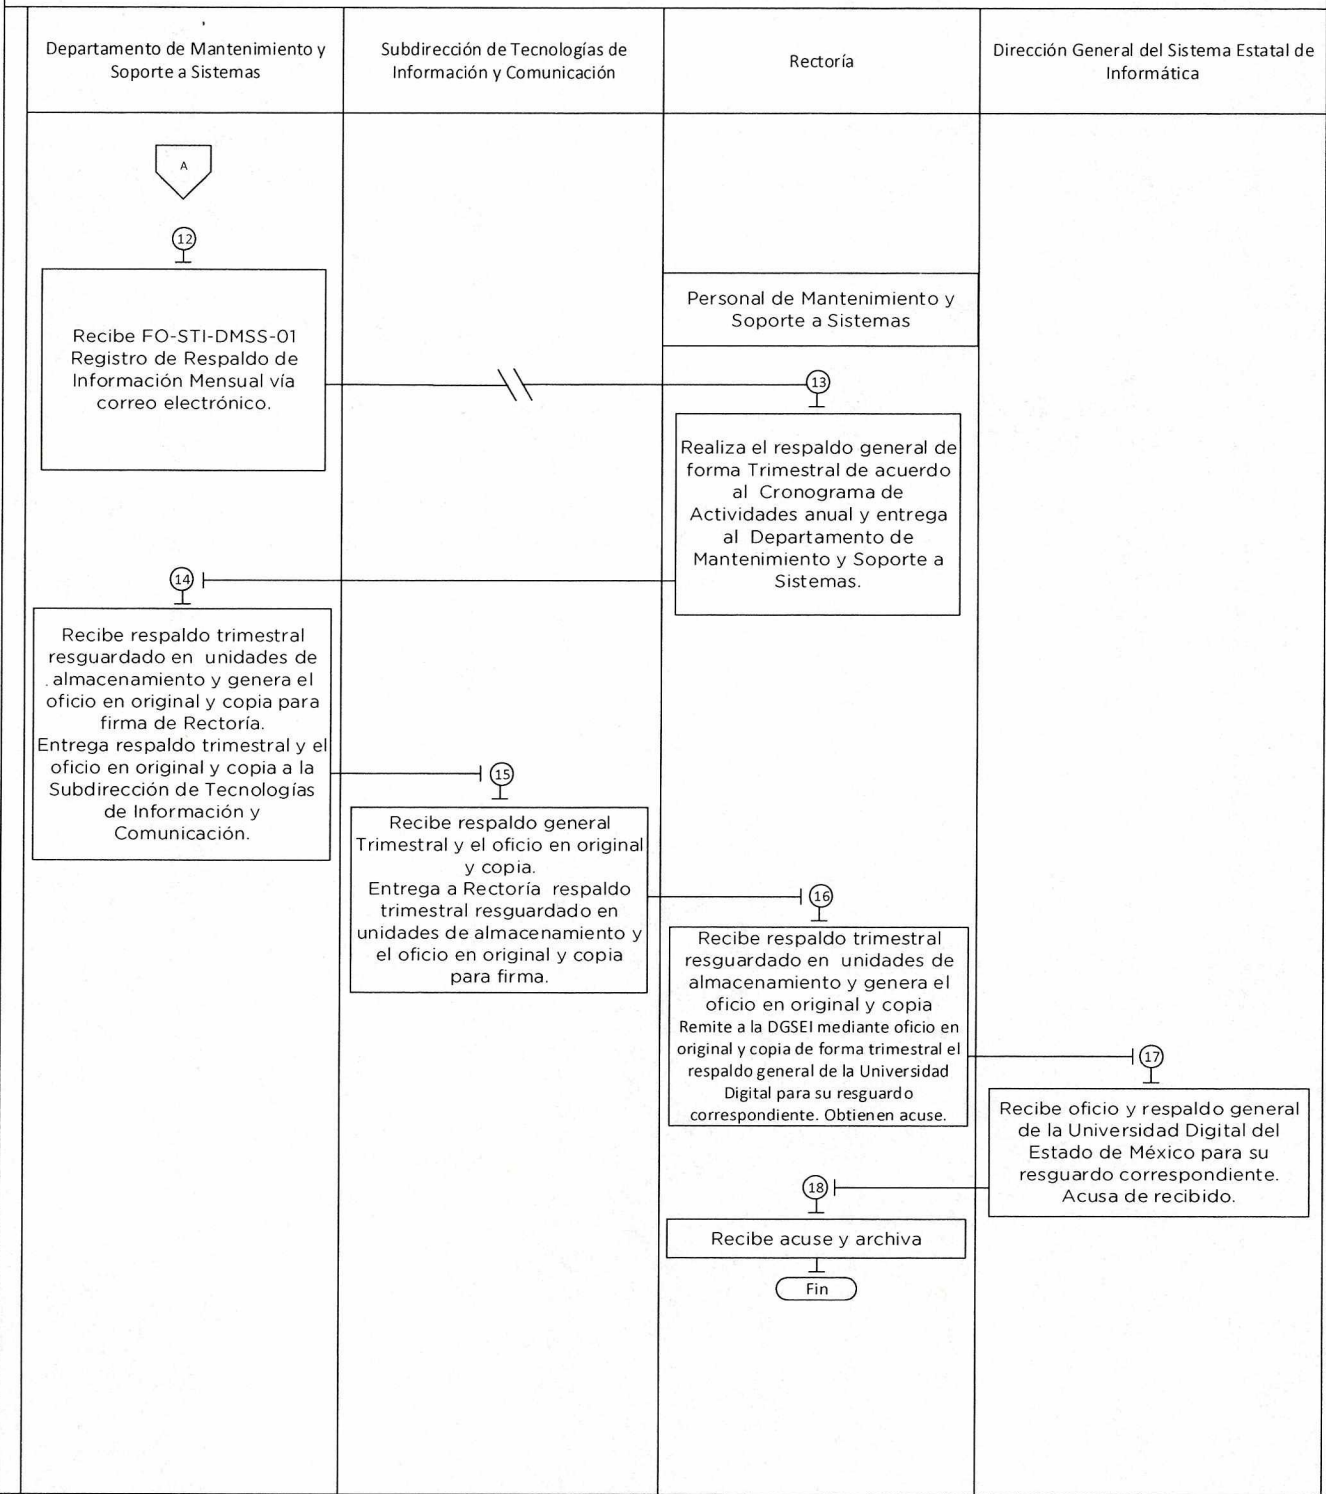 Departamento de Mantenimiento y
Soporte a Sistemas
Subdirección de Tecnologías de
Información y Comunicación
Rectoría
Dirección General del Sistema Estatal de
Informática
A
12
Recibe FO-STI-DMSS-01
Registro de Respaldo de
Información Mensual vía
correo electrónico.
Personal de Mantenimiento y
Soporte a Sistemas
13
Realiza el respaldo general de
forma Trimestral de acuerdo
al Cronograma de
Actividades anual y entrega
al Departamento de
Mantenimiento y Soporte a
Sistemas.
14
Recibe respaldo trimestral
resguardado en unidades de
almacenamiento y genera el
oficio en original y copia para
firma de Rectoría.
Entrega respaldo trimestral y el
oficio en original y copia a la
Subdirección de Tecnologías
de Información y
Comunicación.
15
Recibe respaldo general
Trimestral y el oficio en original
y copia.
Entrega a Rectoría respaldo
trimestral resguardado en
unidades de almacenamiento y
el oficio en original y copia
para firma.
16
Recibe respaldo trimestral
resguardado en unidades de
almacenamiento y genera el
oficio en original y copia
Remite a la DGSEI mediante oficio en
original y copia de forma trimestral el
respaldo general de la Universidad
Digital para su resguardo
correspondiente. Obtienen acuse.
17
Recibe oficio y respaldo general
de la Universidad Digital del
Estado de México para su
resguardo correspondiente.
Acusa de recibido.
18
Recibe acuse y archiva
Fin